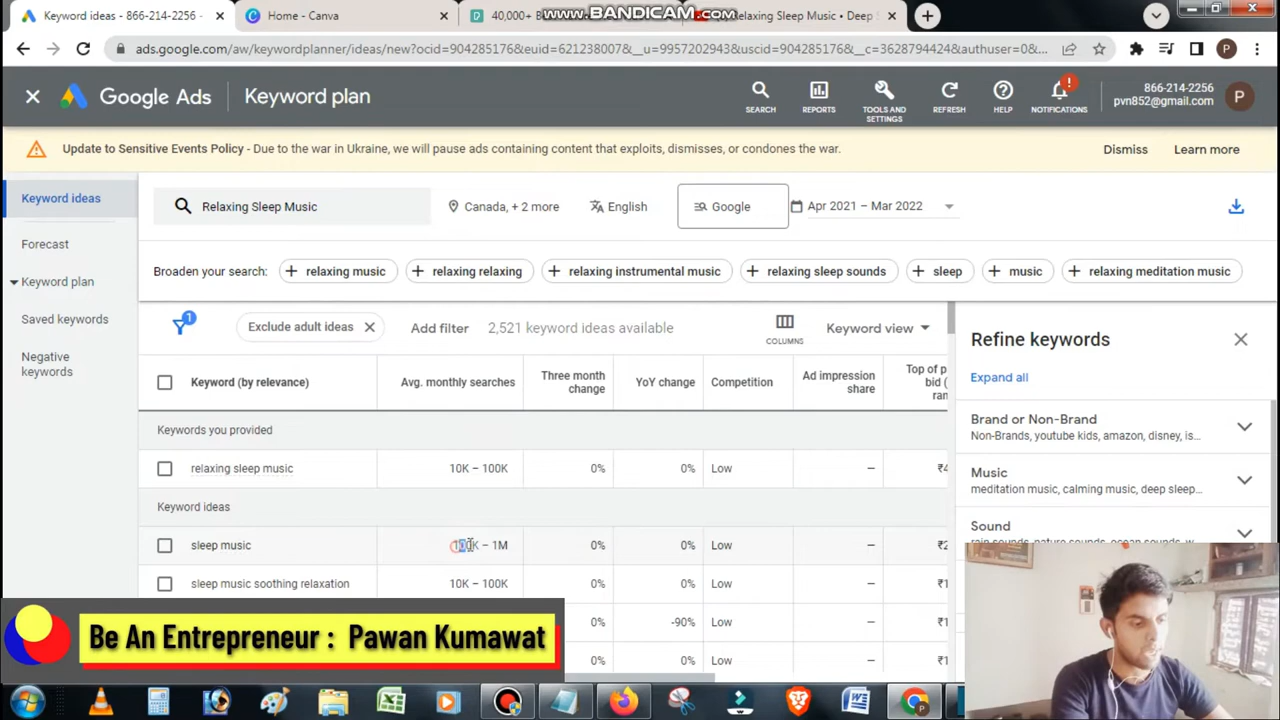 Keyword ideas - 866-214-2256 -
Home - Canva
40,000+ B
www.BANDICAM.com
Relaxing Sleep Music • Deep S
ads.google.com/aw/keywordplanner/ideas/new?ocid=904285176&euid=621238007&__u=9957202943&uscid=904285176&__c=3628794424&authuser=0&...
P
Google Ads
Keyword plan
SEARCH
REPORTS
TOOLS AND
SETTINGS
REFRESH
HELP
!
NOTIFICATIONS
866-214-2256
pvn852@gmail.com
P
Update to Sensitive Events Policy - Due to the war in Ukraine, we will pause ads containing content that exploits, dismisses, or condones the war.
Dismiss
Learn more
Keyword ideas
Forecast
Keyword plan
Saved keywords
Negative
keywords
Relaxing Sleep Music
Canada, + 2 more
English
Google
Apr 2021 – Mar 2022
Broaden your search:
relaxing music
relaxing relaxing
relaxing instrumental music
relaxing sleep sounds
sleep
music
relaxing meditation music
1
Exclude adult ideas
Add filter
2,521 keyword ideas available
COLUMNS
Keyword view
Keyword (by relevance)
Avg. monthly searches
Three month
change
YoY change
Competition
Ad impression
share
Top of p
bid (
ran
Keywords you provided
relaxing sleep music 10K – 100K 0% 0% Low – ₹4
Keyword ideas
sleep music 100K – 1M 0% 0% Low – ₹2
sleep music soothing relaxation 10K – 100K 0% 0% Low – ₹1
0% -90% Low – ₹1
0% 0% Low – ₹1
Refine keywords
Expand all
Brand or Non-Brand
Non-Brands, youtube kids, amazon, disney, is...
Music
meditation music, calming music, deep sleep...
Sound
Be An Entrepreneur : Pawan Kumawat